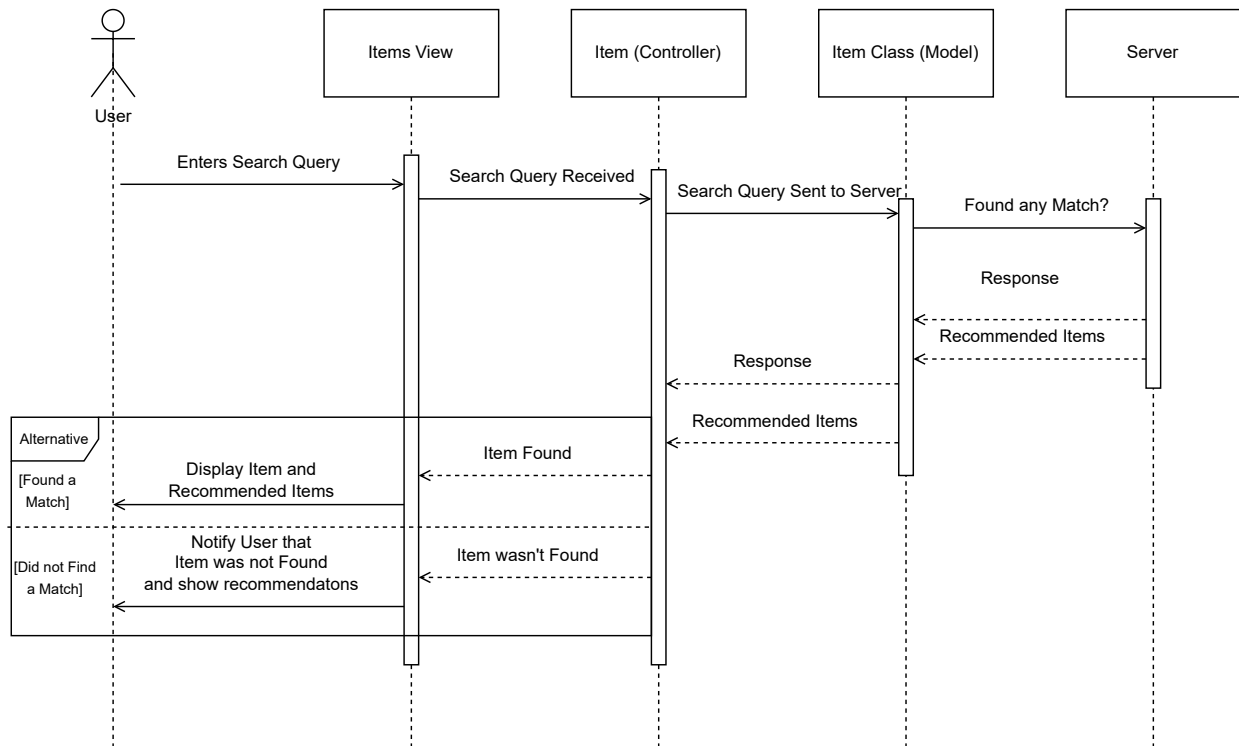 Items View
Item (Controller)
Item Class (Model)
Server
User
Enters Search Query
Search Query Received
Search Query Sent to Server
Found any Match?
Response
Recommended Items
Response
Recommended Items
Alternative
[Found a
Match]
Item Found
Display Item and
Recommended Items
[Did not Find
a Match]
Item wasn't Found
Notify User that
Item was not Found
and show recommendatons